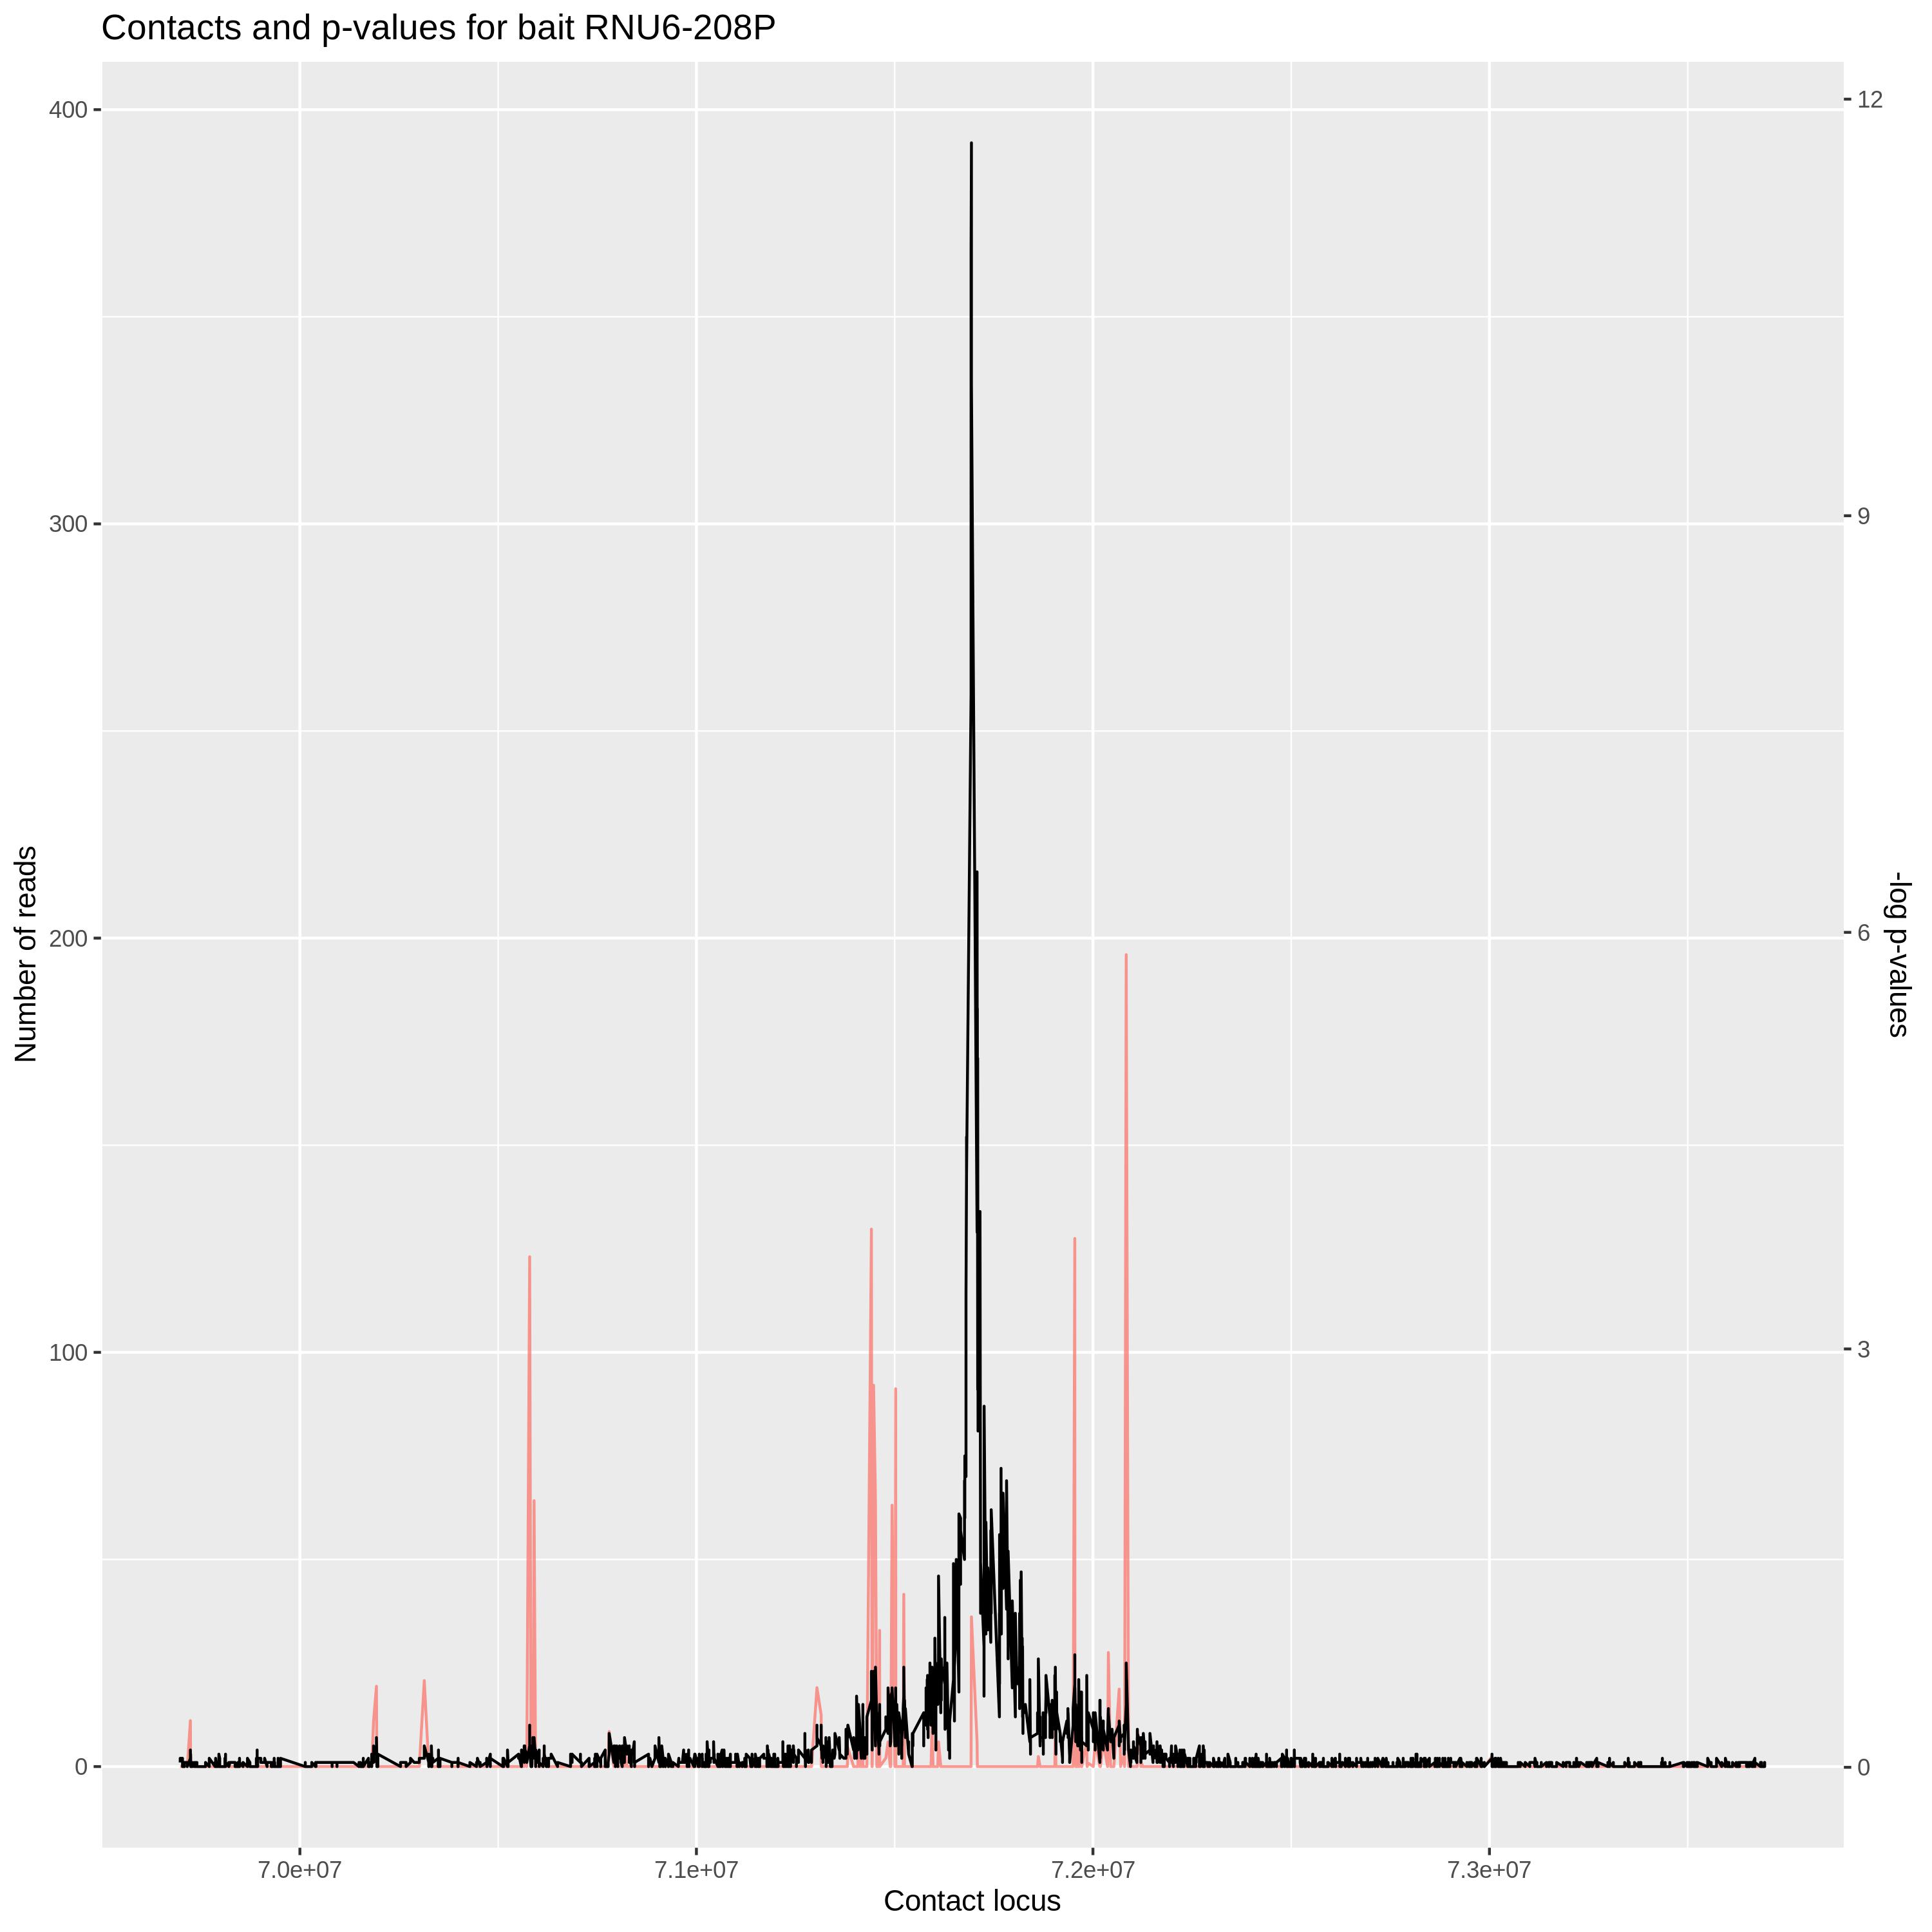 Contacts and p-values for bait RNU6-208P
400
300
200
100
0
12
9
6
3
0
Number of reads
-log p-values
7.0e+07
7.1e+07
7.2e+07
7.3e+07
Contact locus